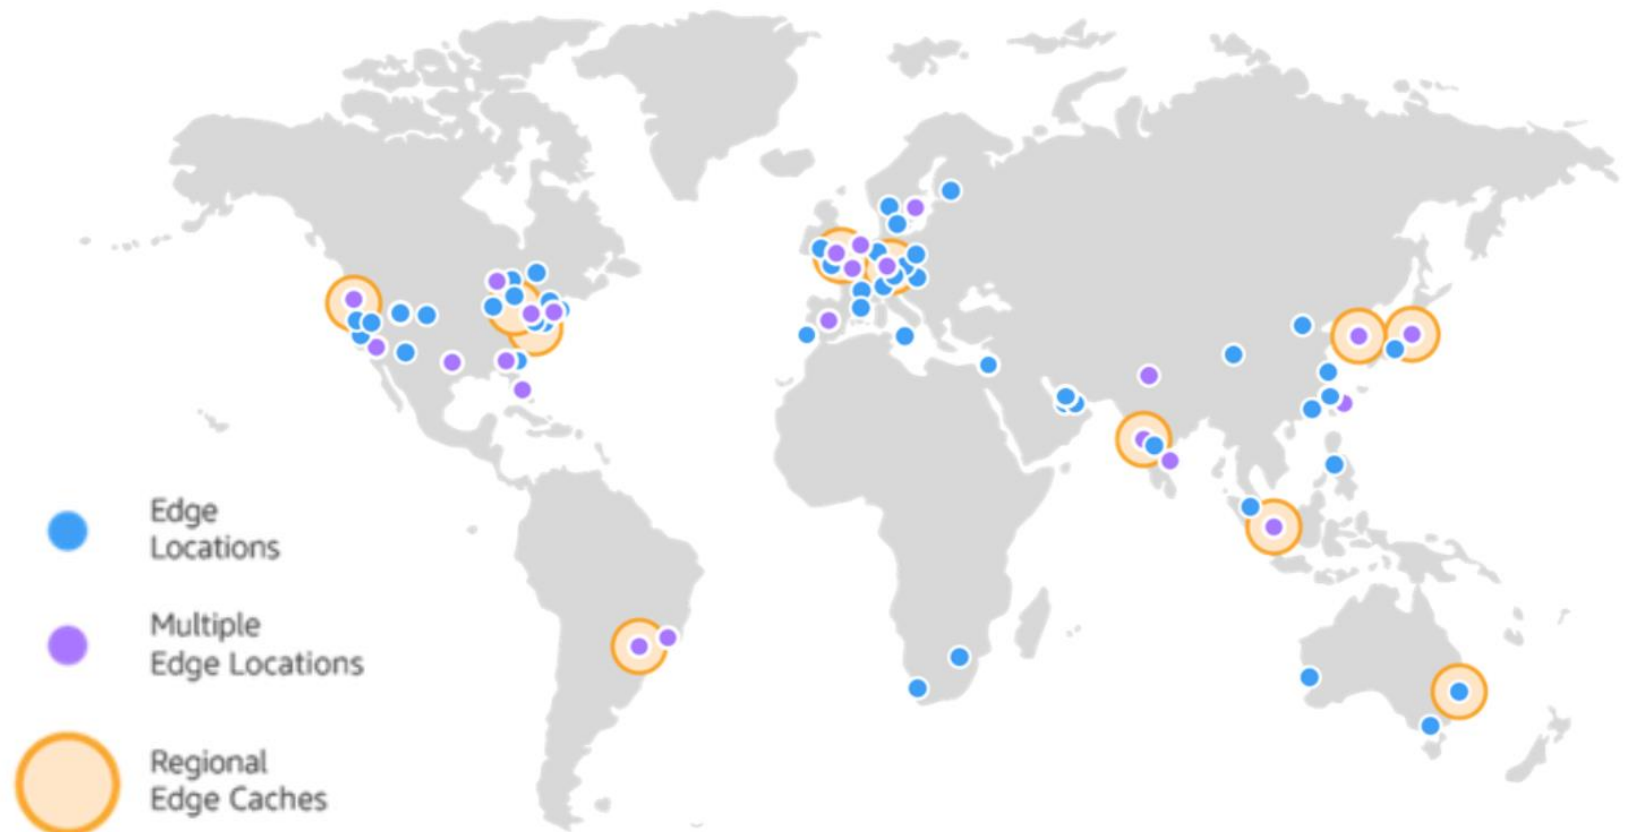 Edge
Locations
Multiple
Edge Locations
Regional
Edge Caches